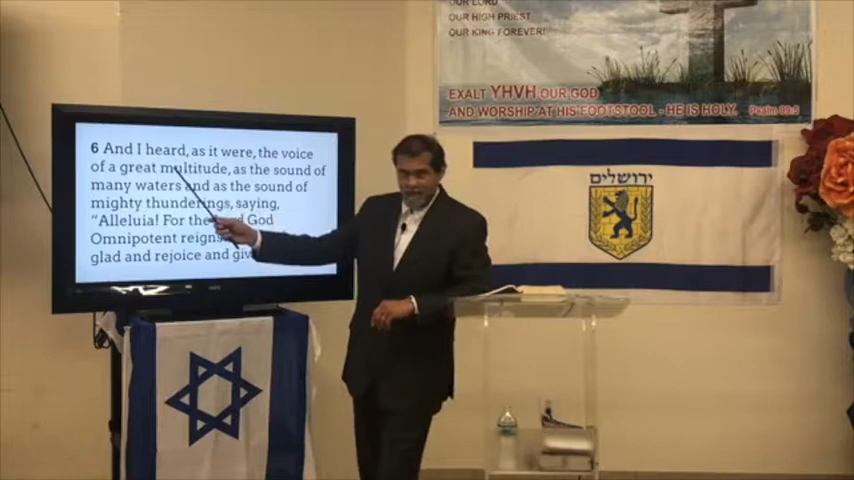 OUR LORD
OUR HIGH PRIEST
OUR KING FOREVER!
EXALT YHVH OUR GOD
AND WORSHIP AT HIS FOOTSTOOL - HE IS HOLY. Psalm 99:5
6 And I heard, as it were, the voice
of a great multitude, as the sound of
many waters and as the sound of
mighty thunderings, saying,
“Alleluia! For the Lord God
Omnipotent reigns
glad and rejoice and giv
ירושלים